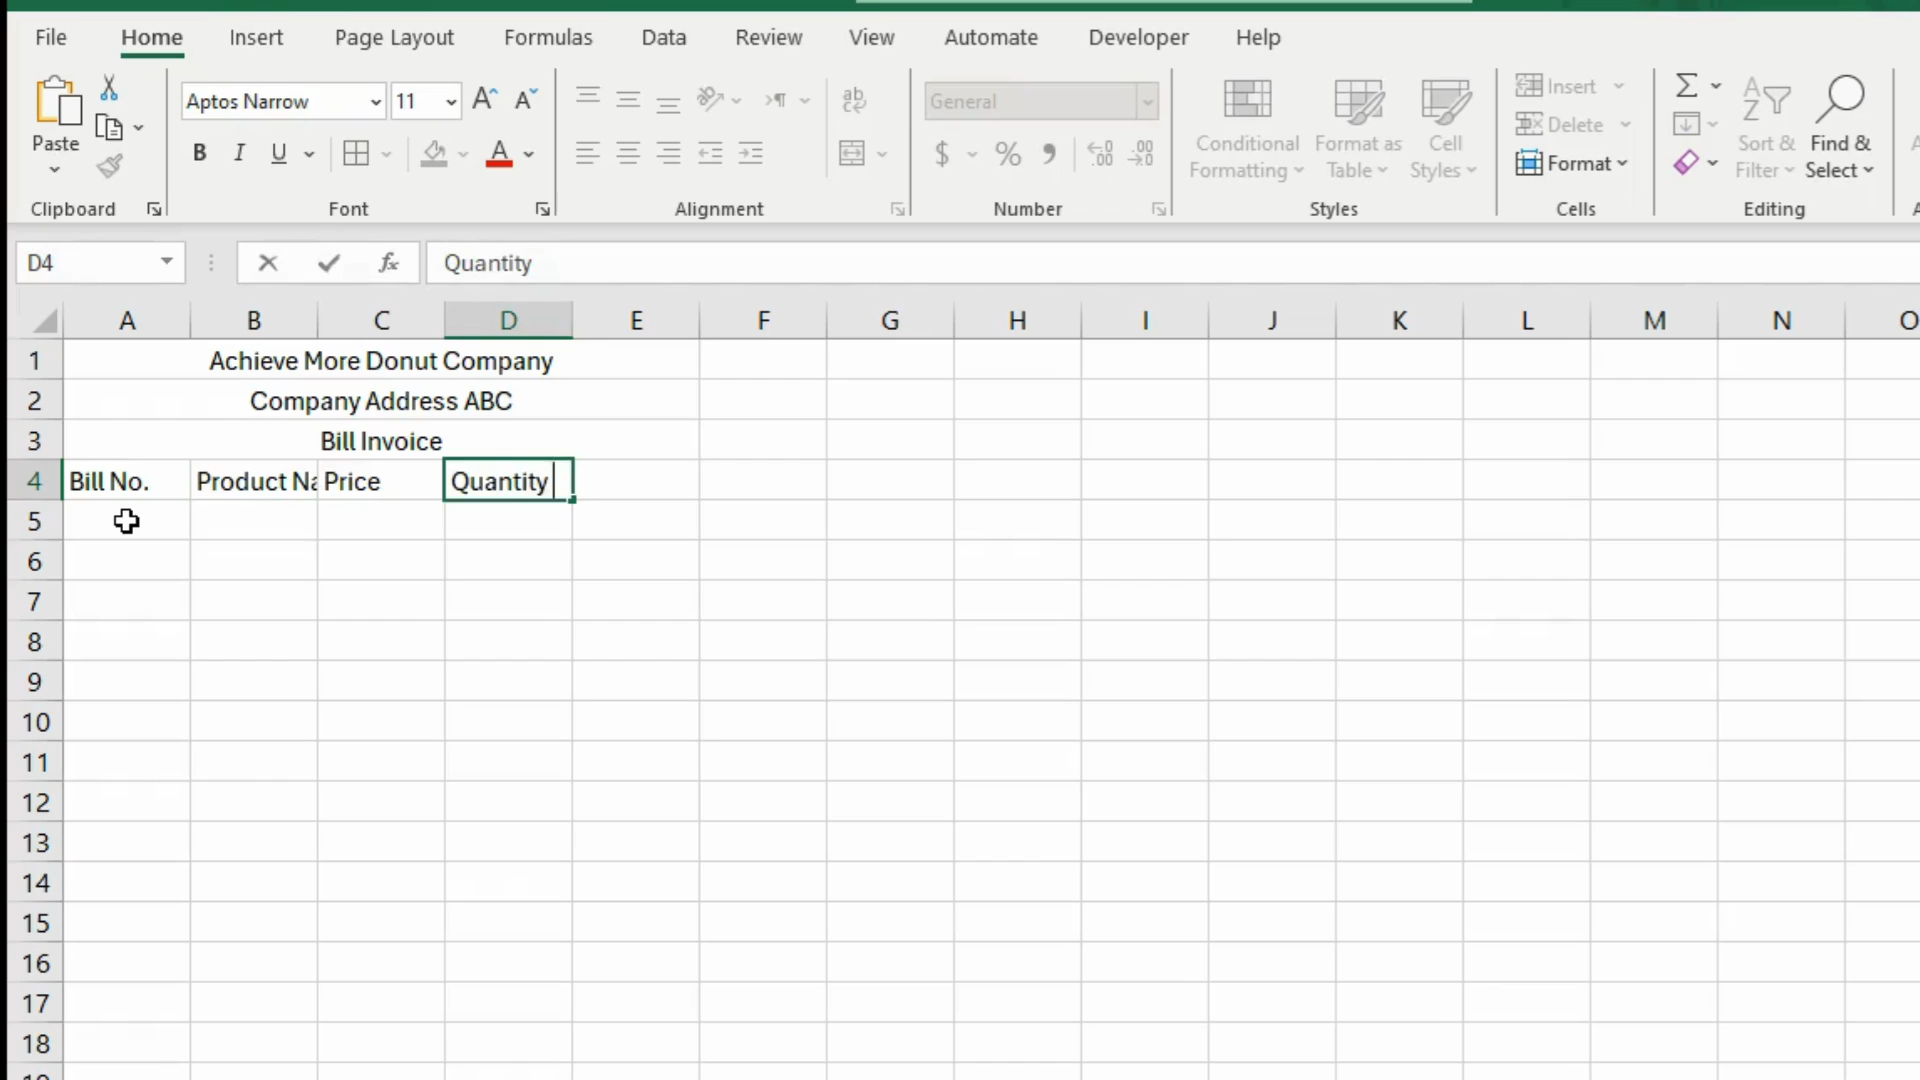 File Home Insert Page Layout Formulas Data Review View Automate Developer Help
Paste
Aptos Narrow 11
B I U
General
$ %
Conditional Formatting
Format as Table
Cell Styles
Insert
Delete
Format
Sort & Filter
Find & Select
Clipboard Font Alignment Number Styles Cells Editing
D4 fx Quantity
A B C D E F G H I J K L M N O
1 Achieve More Donut Company
2 Company Address ABC
3 Bill Invoice
4 Bill No. Product Na Price Quantity
5
6
7
8
9
10
11
12
13
14
15
16
17
18